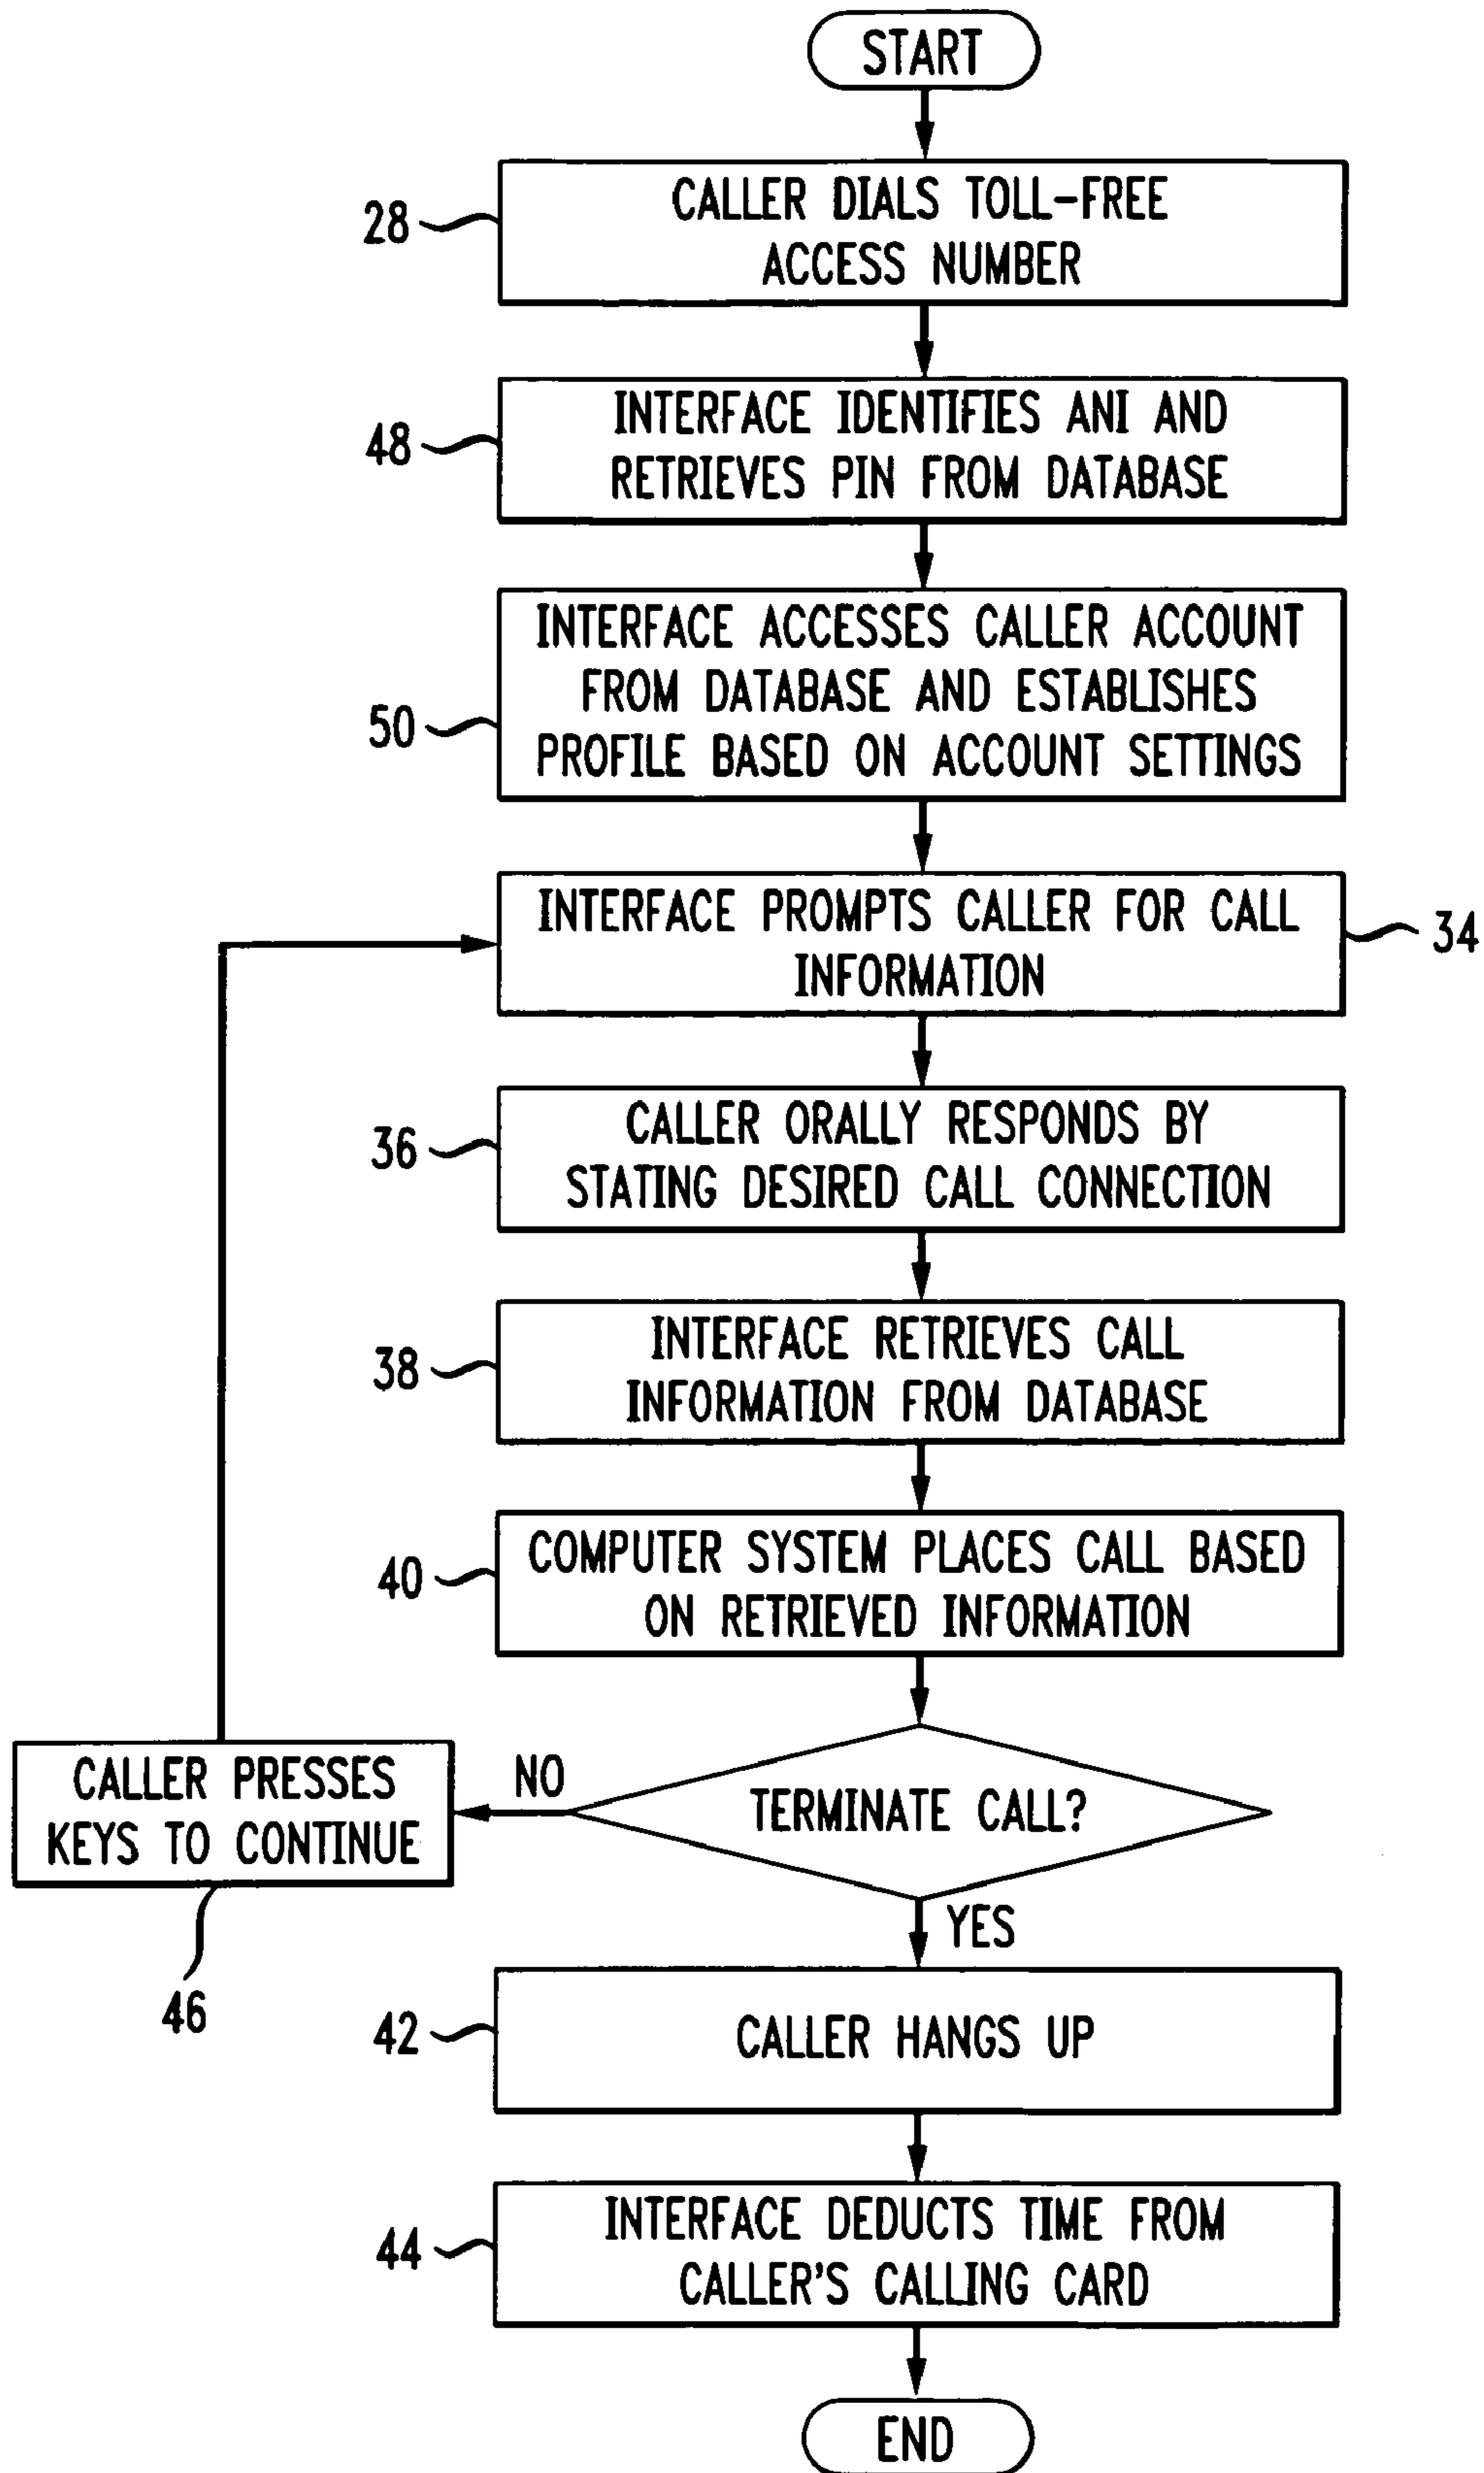 START
28
CALLER DIALS TOLL-FREE
ACCESS NUMBER
48
INTERFACE IDENTIFIES ANI AND
RETRIEVES PIN FROM DATABASE
50
INTERFACE ACCESSES CALLER ACCOUNT
FROM DATABASE AND ESTABLISHES
PROFILE BASED ON ACCOUNT SETTINGS
INTERFACE PROMPTS CALLER FOR CALL
INFORMATION
34
36
CALLER ORALLY RESPONDS BY
STATING DESIRED CALL CONNECTION
38
INTERFACE RETRIEVES CALL
INFORMATION FROM DATABASE
40
COMPUTER SYSTEM PLACES CALL BASED
ON RETRIEVED INFORMATION
TERMINATE CALL?
NO
CALLER PRESSES
KEYS TO CONTINUE
46
YES
42
CALLER HANGS UP
44
INTERFACE DEDUCTS TIME FROM
CALLER'S CALLING CARD
END